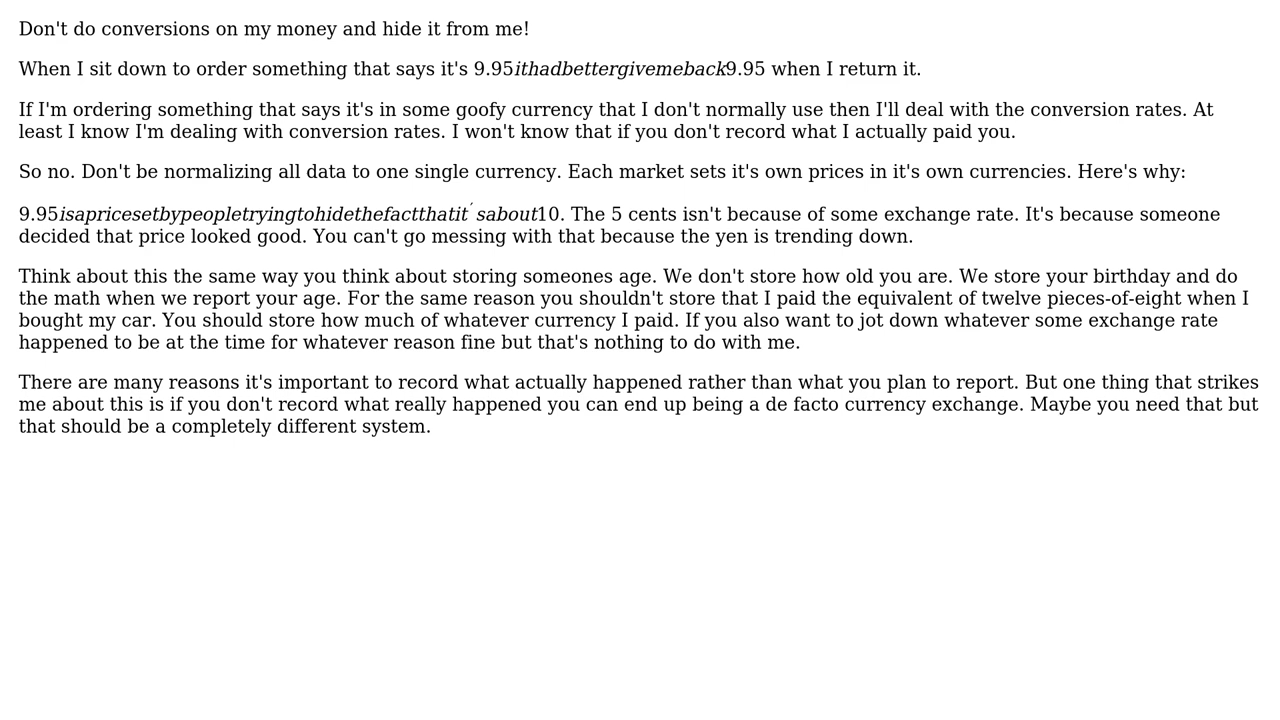 Don't do conversions on my money and hide it from me!
When I sit down to order something that says it's 9.95ithadbettergivemeback9.95 when I return it.
If I'm ordering something that says it's in some goofy currency that I don't normally use then I'll deal with the conversion rates. At
least I know I'm dealing with conversion rates. I won't know that if you don't record what I actually paid you.
So no. Don't be normalizing all data to one single currency. Each market sets it's own prices in it's own currencies. Here's why:
9.95isapricesetbypeopletryingtohidethefactthatit′sabout10. The 5 cents isn't because of some exchange rate. It's because someone
decided that price looked good. You can't go messing with that because the yen is trending down.
Think about this the same way you think about storing someones age. We don't store how old you are. We store your birthday and do
the math when we report your age. For the same reason you shouldn't store that I paid the equivalent of twelve pieces-of-eight when I
bought my car. You should store how much of whatever currency I paid. If you also want to jot down whatever some exchange rate
happened to be at the time for whatever reason fine but that's nothing to do with me.
There are many reasons it's important to record what actually happened rather than what you plan to report. But one thing that strikes
me about this is if you don't record what really happened you can end up being a de facto currency exchange. Maybe you need that but
that should be a completely different system.